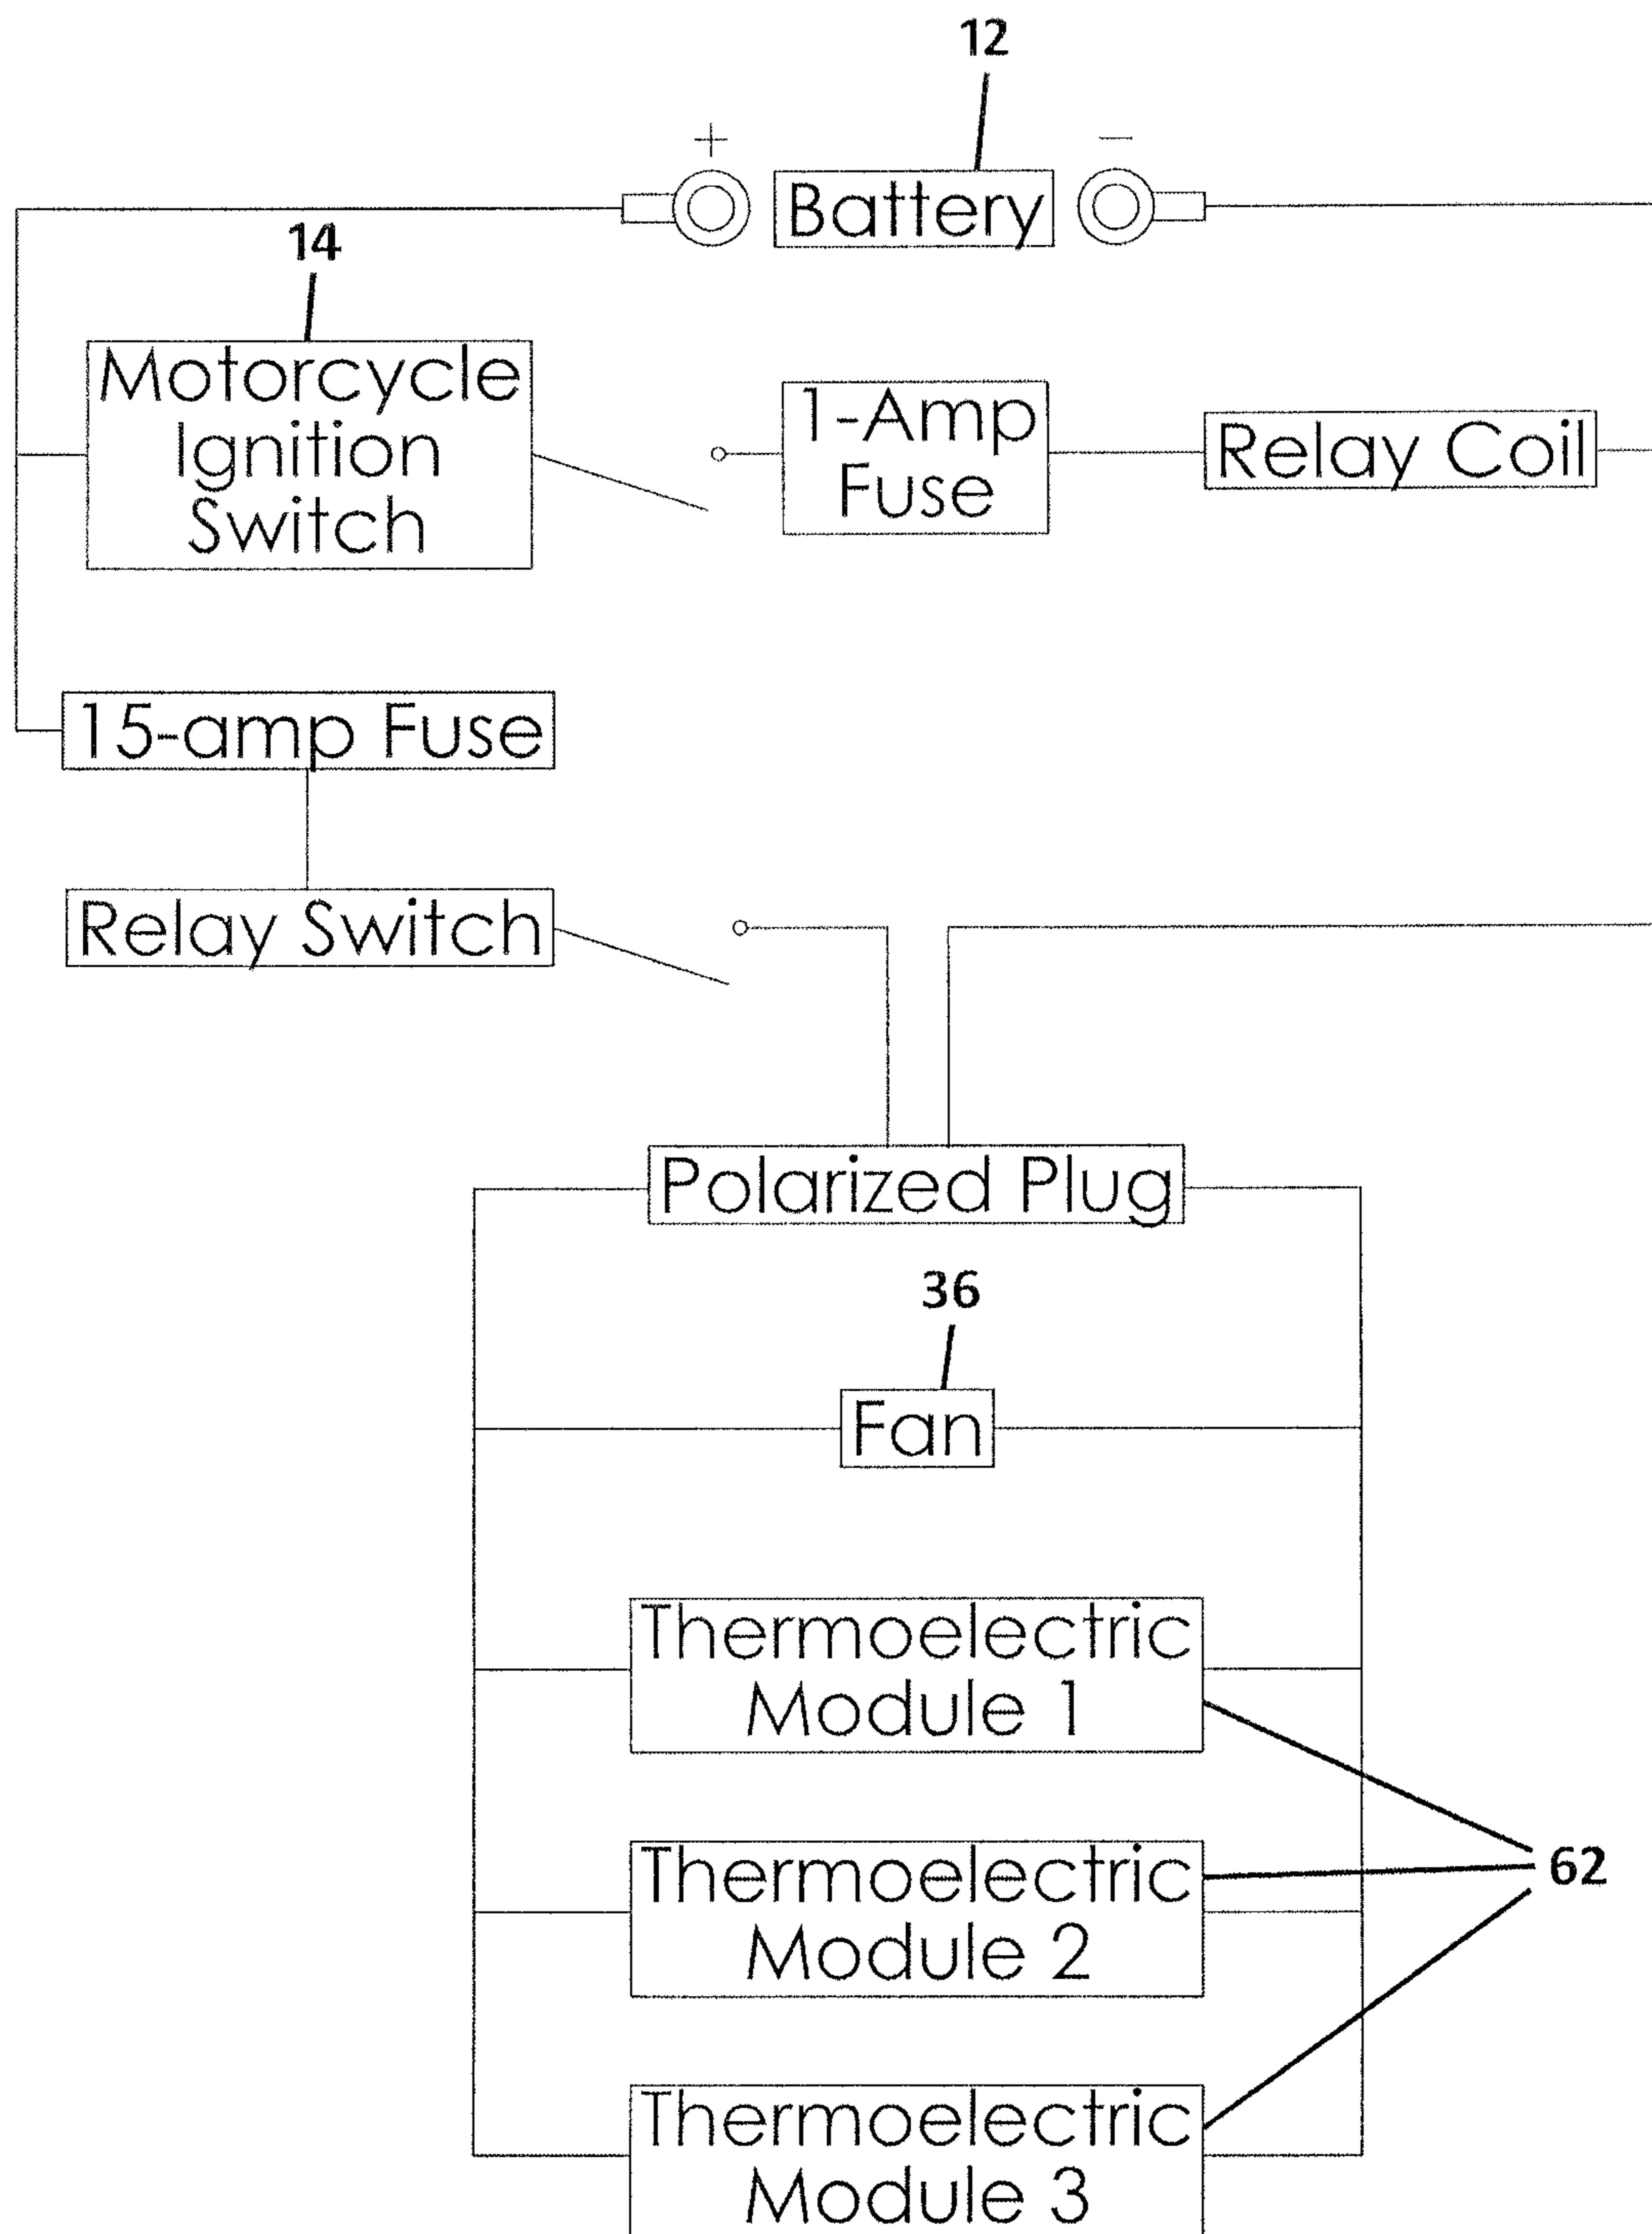 12
+ −
Battery
14
Motorcycle
Ignition
Switch
1-Amp
Fuse
Relay Coil
15-amp Fuse
Relay Switch
Polarized Plug
36
Fan
Thermoelectric
Module 1
Thermoelectric
Module 2
62
Thermoelectric
Module 3